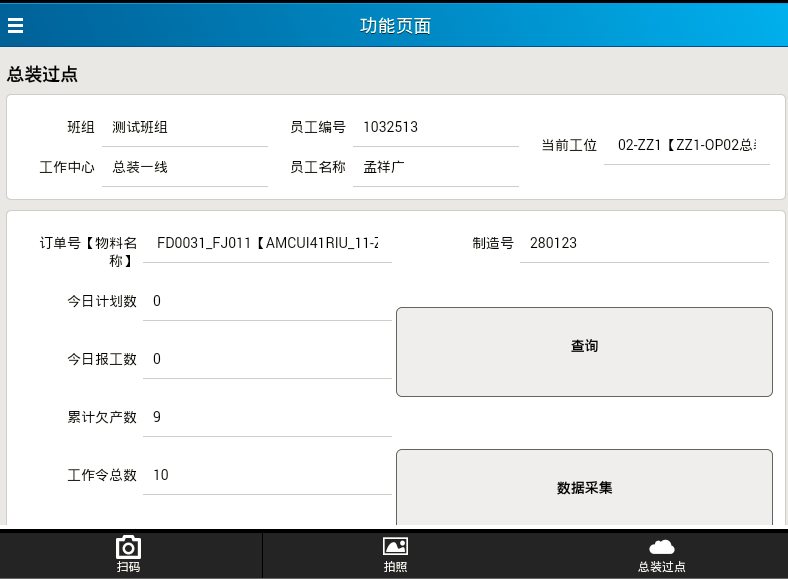 功能页面
总装过点
班组 测试班组 员工编号 1032513
当前工位 02-ZZ1【ZZ1-OP02总
工作中心 总装一线 员工名称 孟祥广
订单号【物料名 FD0031_FJ011【AMCUI41RIU_11-Z 制造号 280123
称】
今日计划数 0
查询
今日报工数 0
累计欠产数 9
工作令总数 10
数据采集
扫码 拍照 总装过点